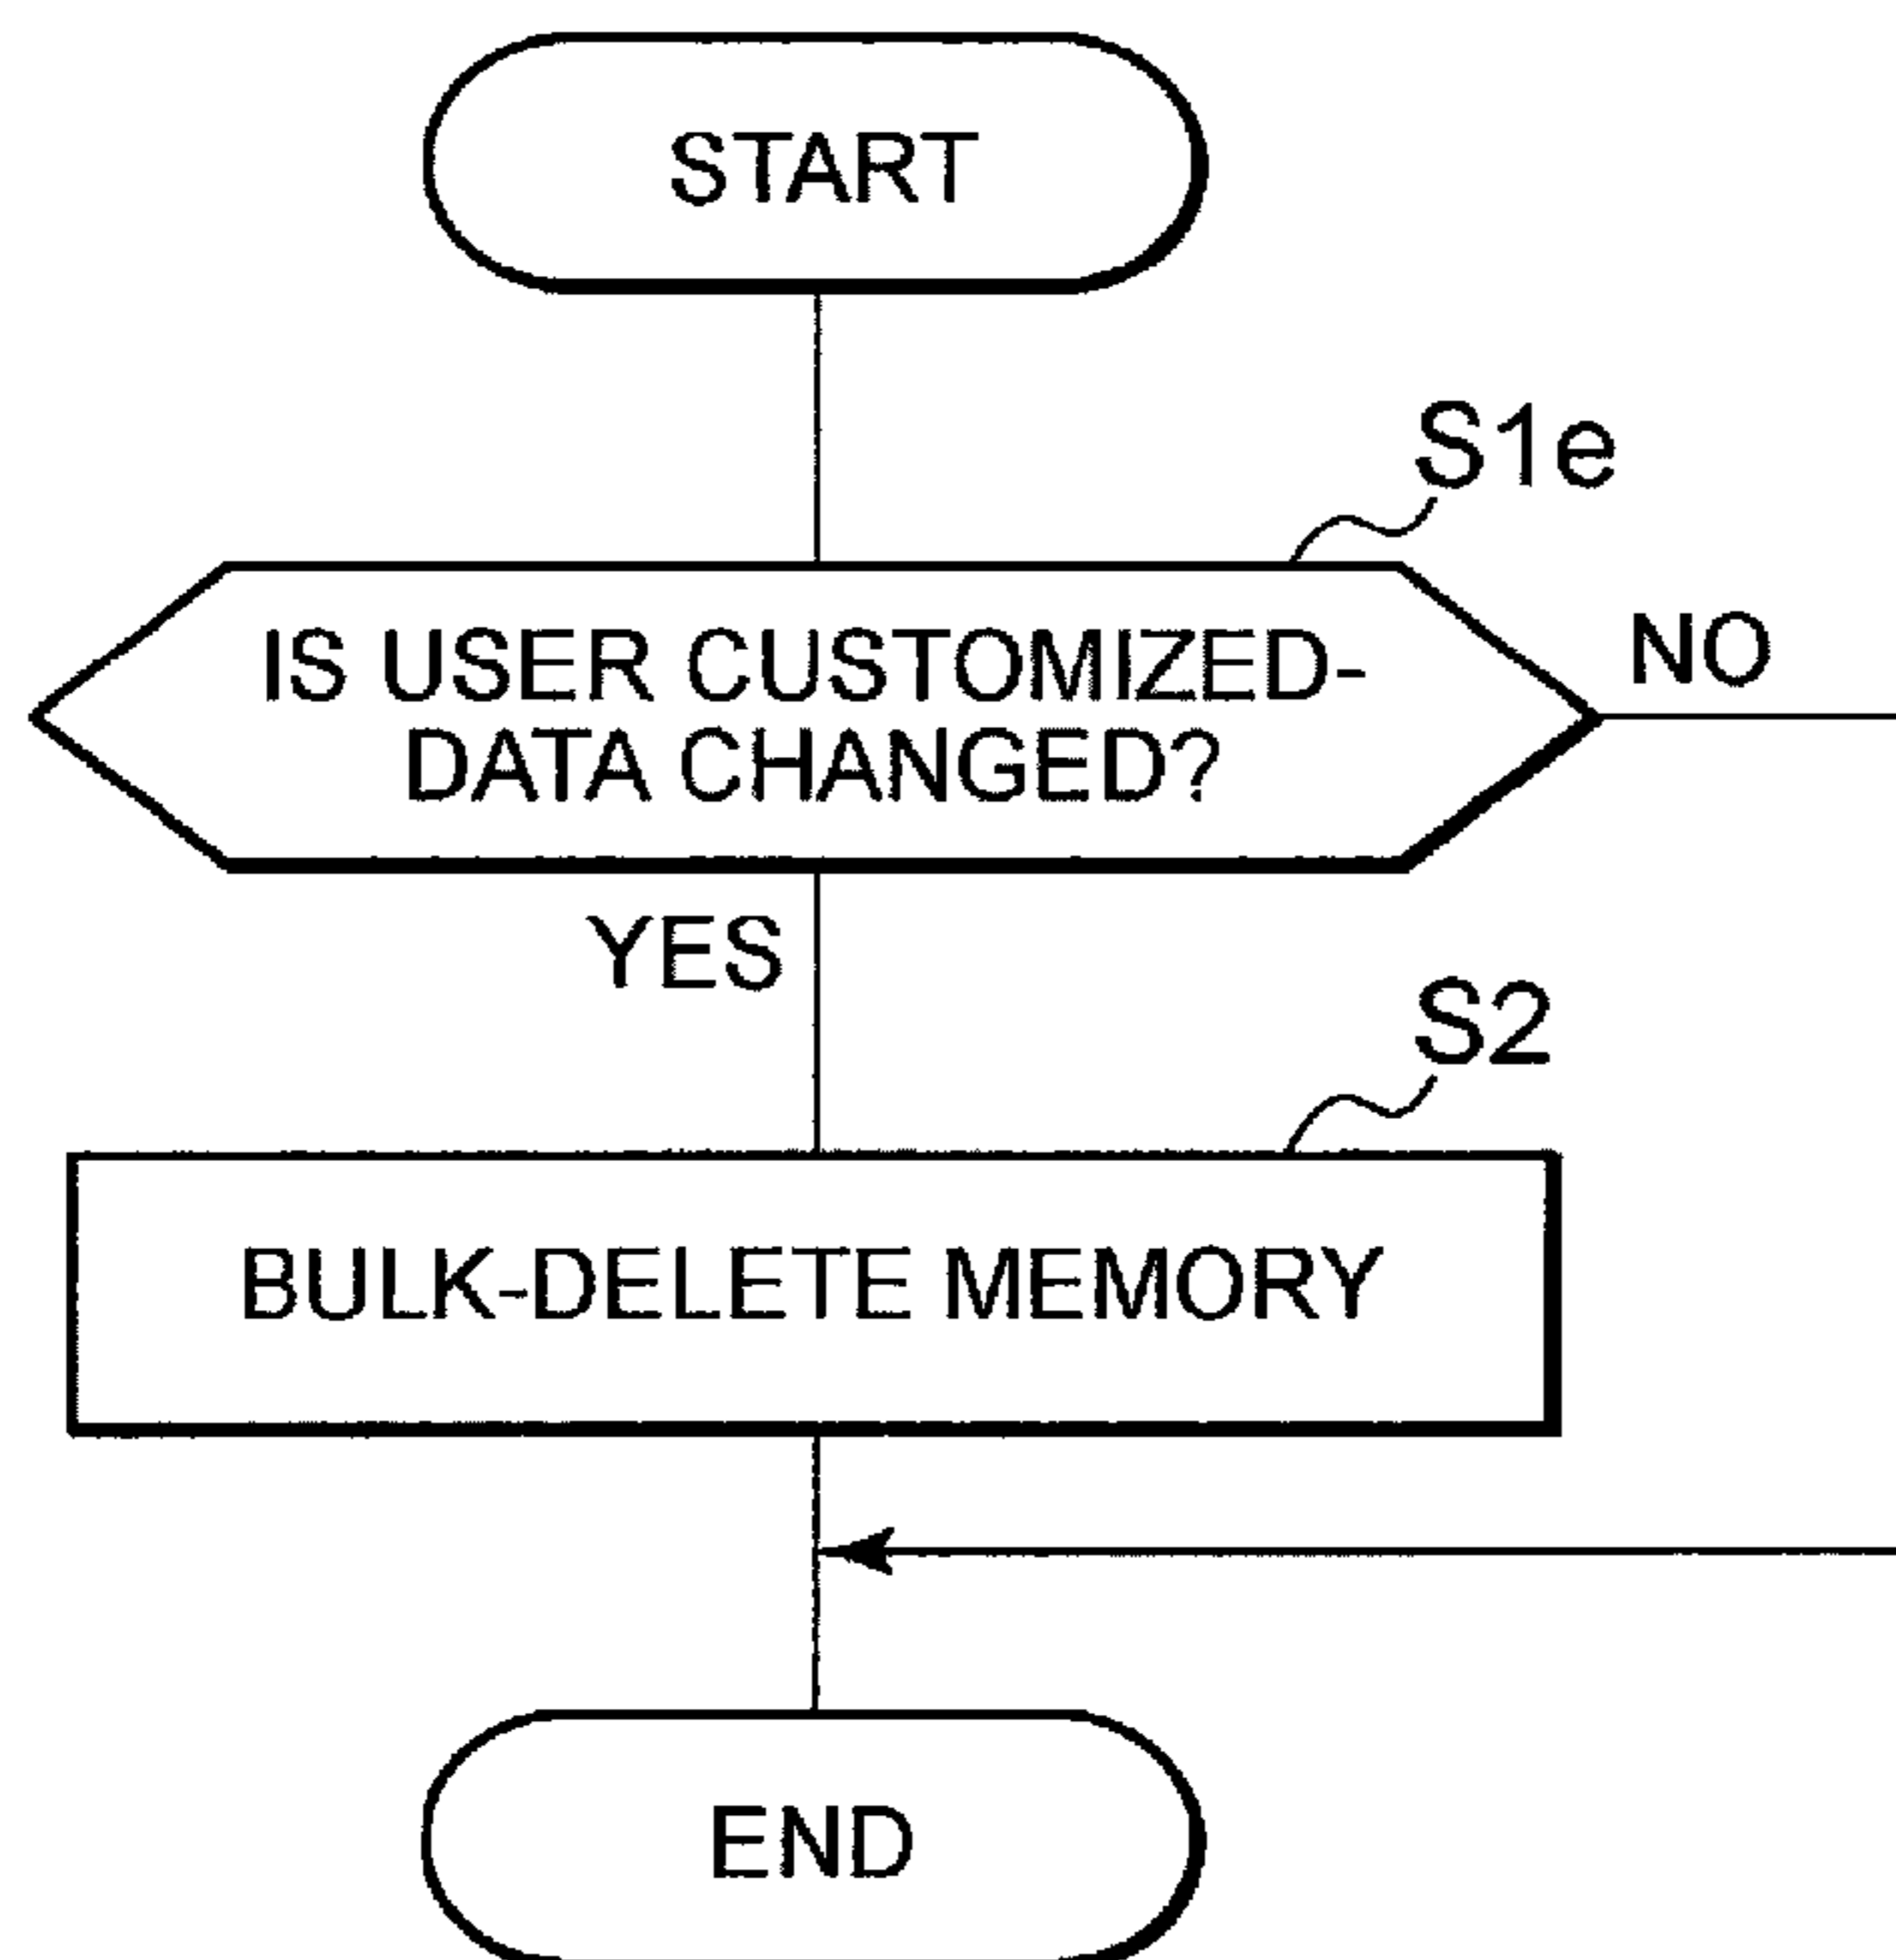 START
S1e
IS USER CUSTOMIZED-
DATA CHANGED?
NO
YES
S2
BULK-DELETE MEMORY
END